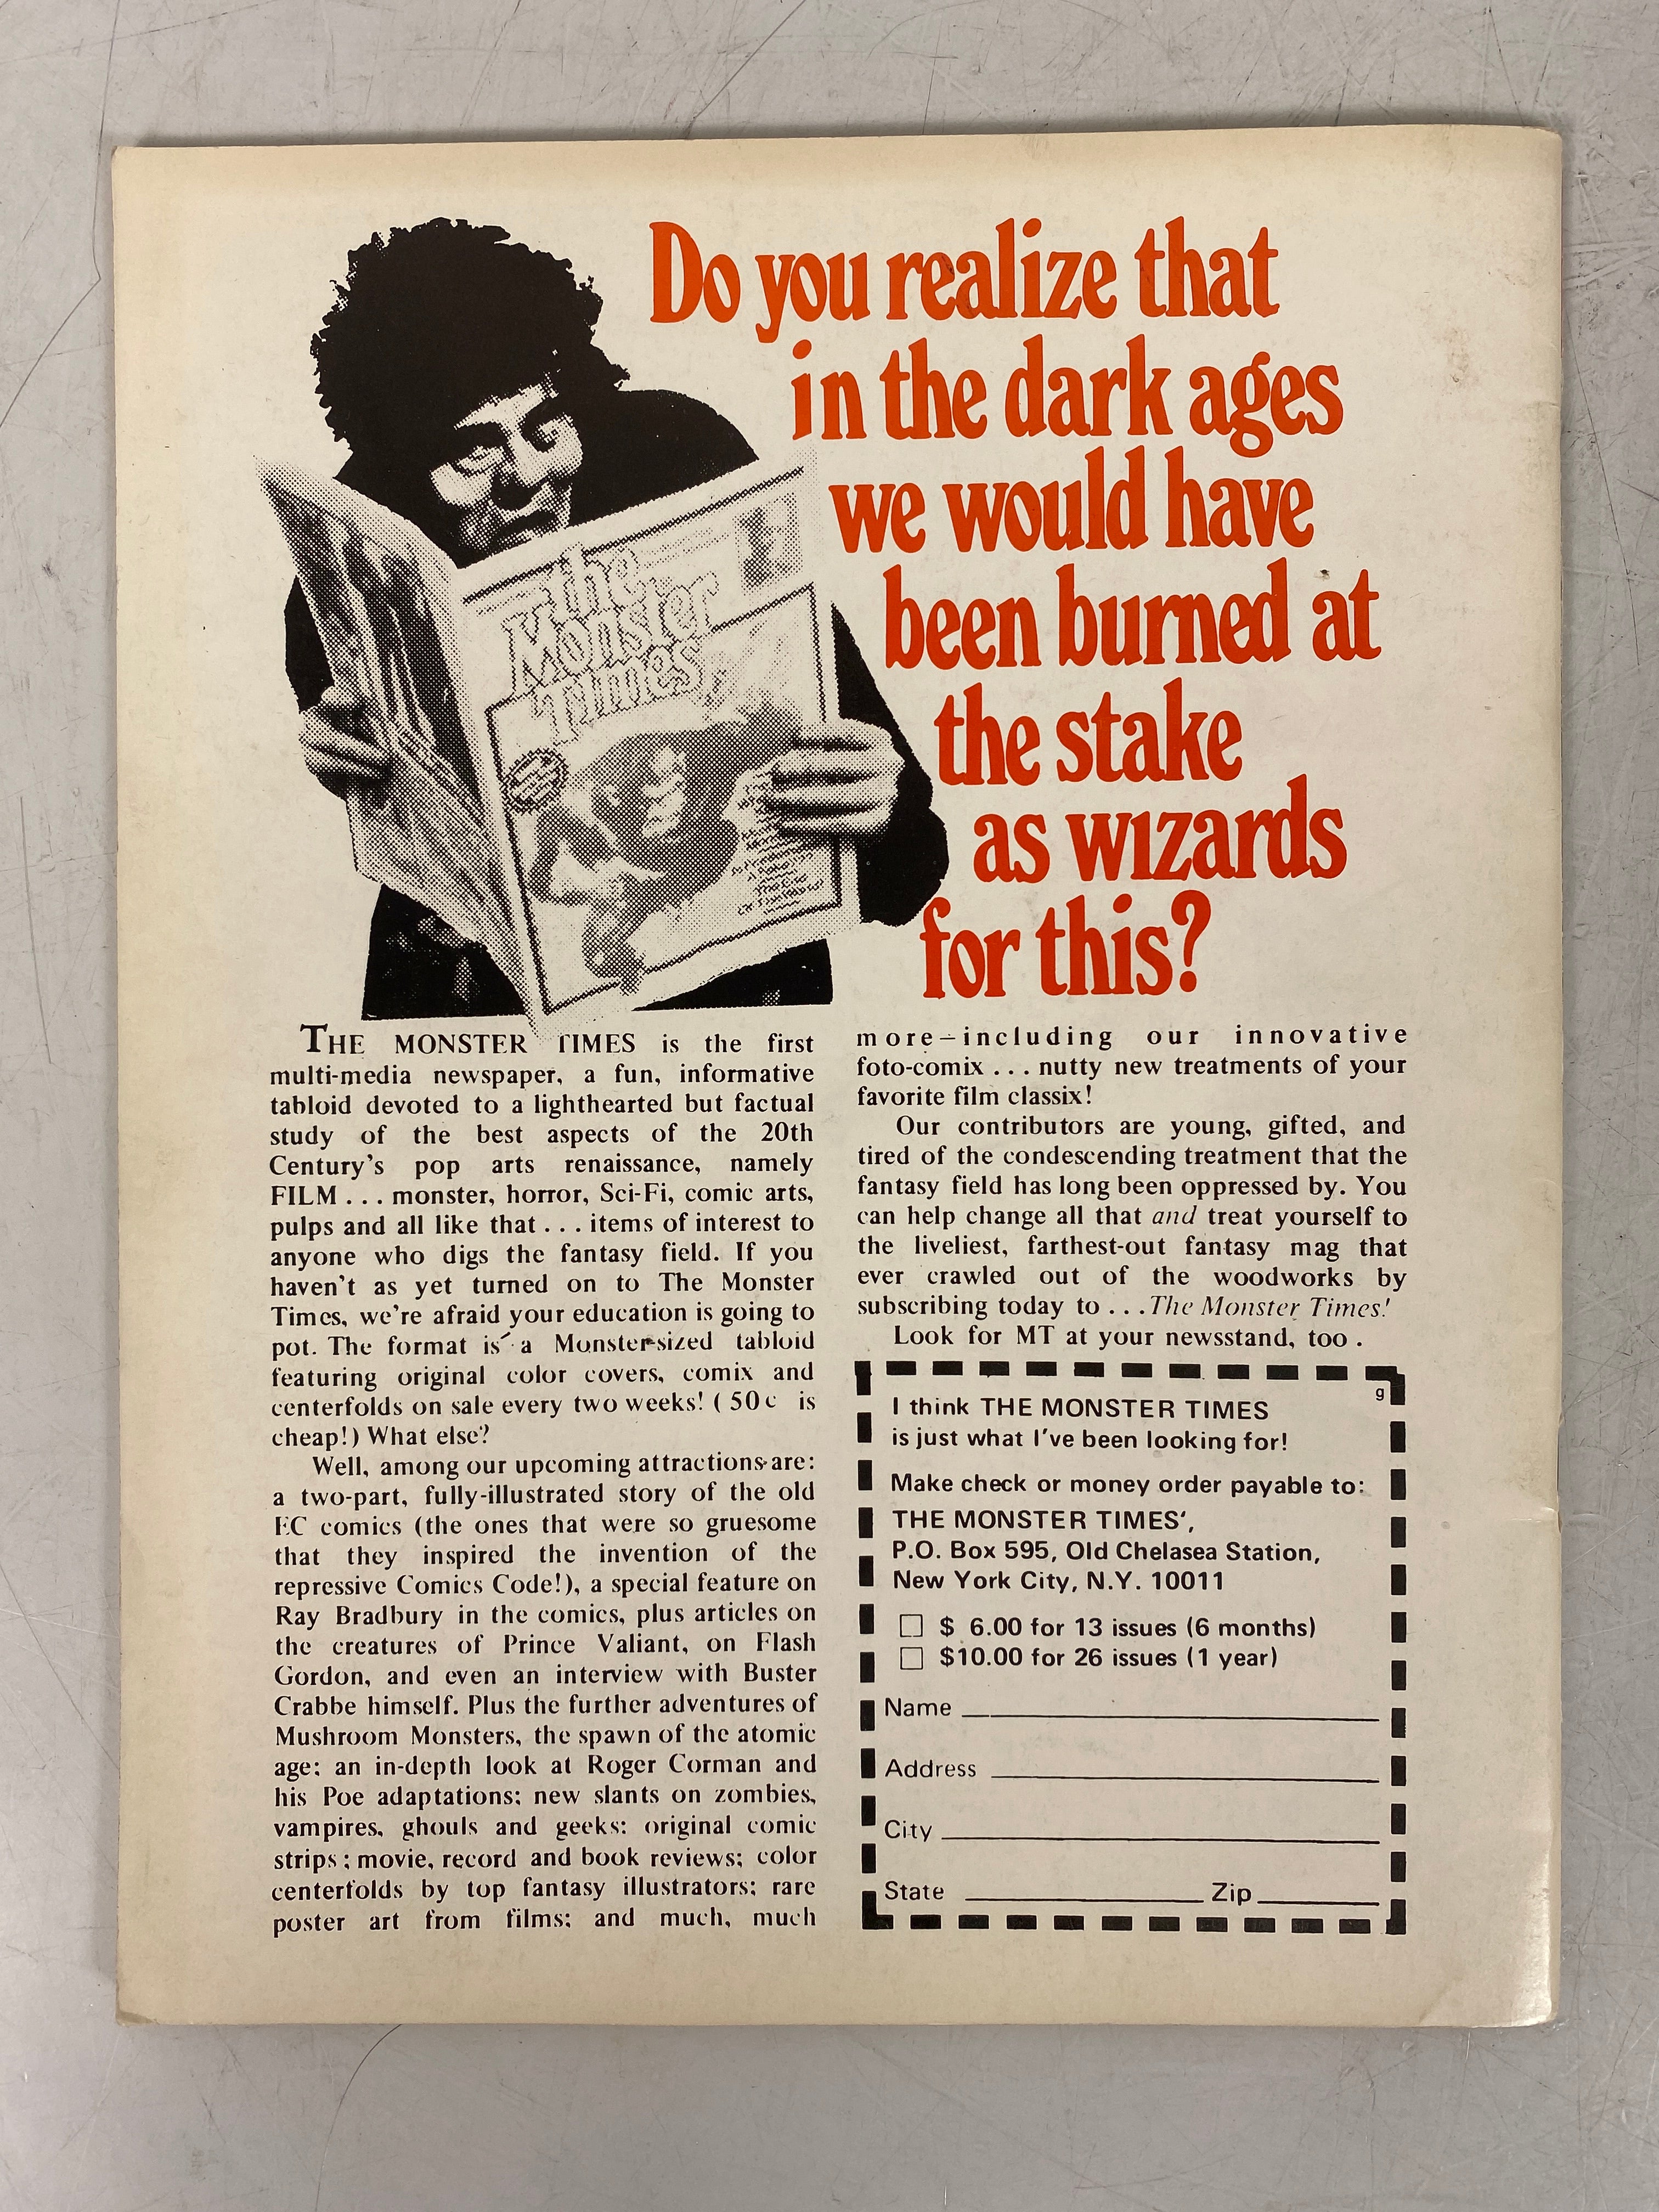 Do you realize that
in the dark ages
we would have
been burned at
the stake
as wizards
for this?
the
Monster
Times
THE MONSTER TIMES is the first
multi-media newspaper, a fun, informative
tabloid devoted to a lighthearted but factual
study of the best aspects of the 20th
Century's pop arts renaissance, namely
FILM . . . monster, horror, Sci-Fi, comic arts,
pulps and all like that . . . items of interest to
anyone who digs the fantasy field. If you
haven't as yet turned on to The Monster
Times, we're afraid your education is going to
pot. The format is a Monster-sized tabloid
featuring original color covers, comix and
centerfolds on sale every two weeks! ( 50c is
cheap!) What else?
Well, among our upcoming attractions are:
a two-part, fully-illustrated story of the old
EC comics (the ones that were so gruesome
that they inspired the invention of the
repressive Comics Code!), a special feature on
Ray Bradbury in the comics, plus articles on
the creatures of Prince Valiant, on Flash
Gordon, and even an interview with Buster
Crabbe himself. Plus the further adventures of
Mushroom Monsters, the spawn of the atomic
age; an in-depth look at Roger Corman and
his Poe adaptations; new slants on zombies,
vampires, ghouls and geeks: original comic
strips ; movie, record and book reviews; color
centerfolds by top fantasy illustrators; rare
poster art from films; and much, much
more—including our innovative
foto-comix . . . nutty new treatments of your
favorite film classix!
Our contributors are young, gifted, and
tired of the condescending treatment that the
fantasy field has long been oppressed by. You
can help change all that and treat yourself to
the liveliest, farthest-out fantasy mag that
ever crawled out of the woodworks by
subscribing today to . . . The Monster Times!
Look for MT at your newsstand, too .
g
I think THE MONSTER TIMES
is just what I've been looking for!
Make check or money order payable to:
THE MONSTER TIMES',
P.O. Box 595, Old Chelasea Station,
New York City, N.Y. 10011
$ 6.00 for 13 issues (6 months)
$10.00 for 26 issues (1 year)
Name
Address
City
State Zip